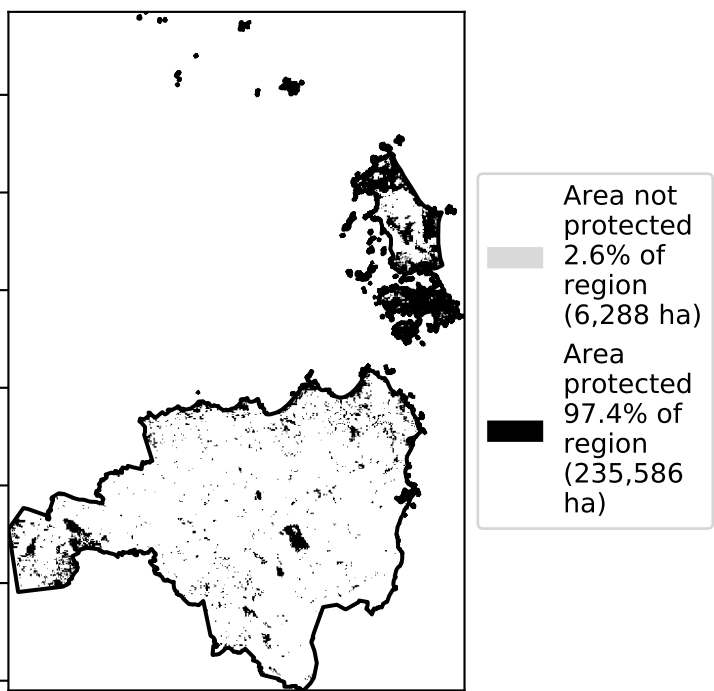 Area not
protected
2.6% of
region
(6,288 ha)
Area
protected
97.4% of
region
(235,586
ha)